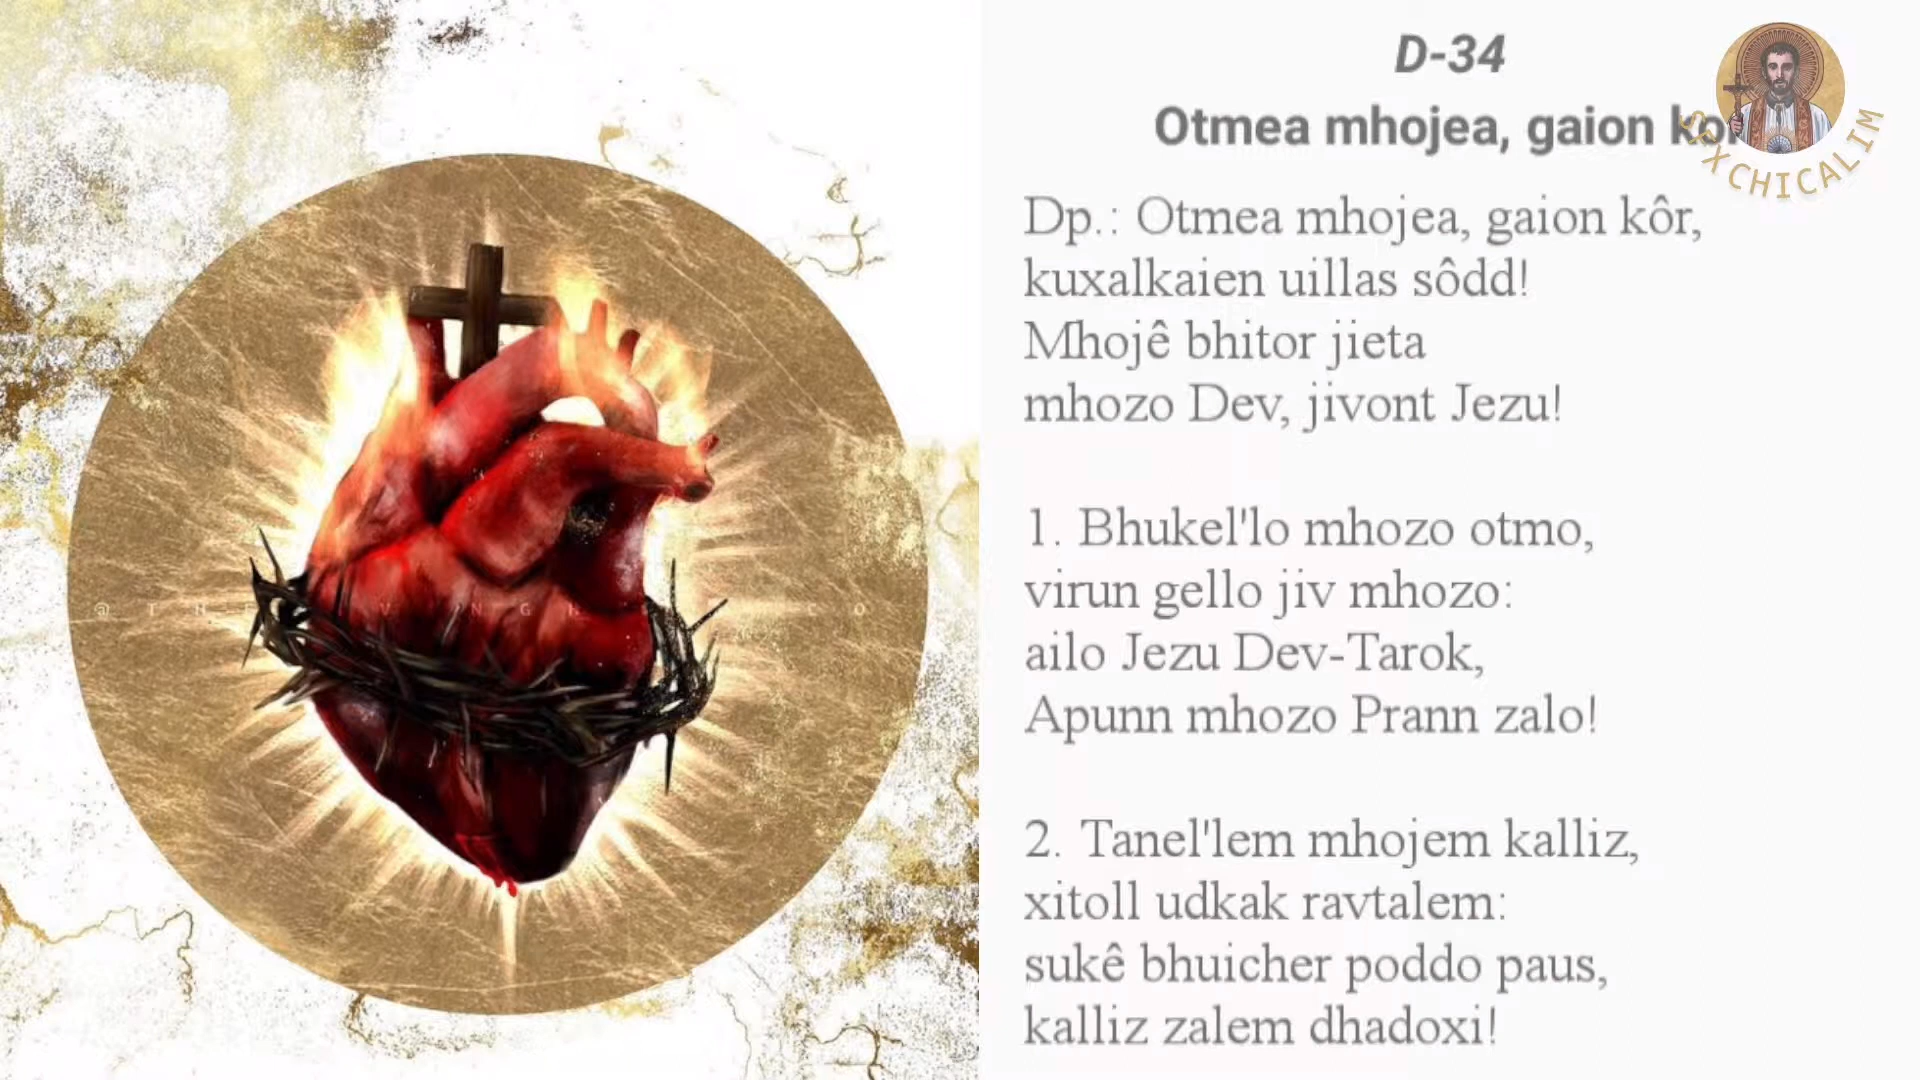 D-34
Otmea mhojea, gaion kor
SFXCHICALIM
Dp.: Otmea mhojea, gaion kôr,
kuxalkaien uillas sôdd!
Mhojê bhitor jieta
mhozo Dev, jivont Jezu!
1. Bhukel'lo mhozo otmo,
virun gello jiv mhozo:
ailo Jezu Dev-Tarok,
Apunn mhozo Prann zalo!
2. Tanel'lem mhojem kalliz,
xitoll udkak ravtalem:
sukê bhuicher poddo paus,
kalliz zalem dhadoxi!